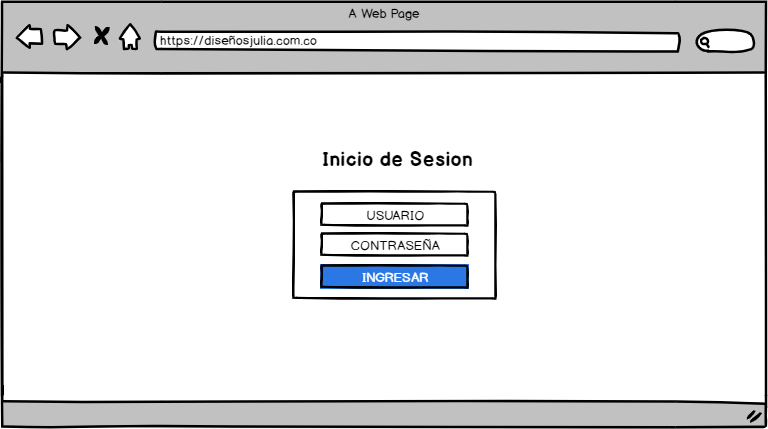 A Web Page
https://diseñosjulia.com.co
Inicio de Sesion
USUARIO
CONTRASEÑA
INGRESAR